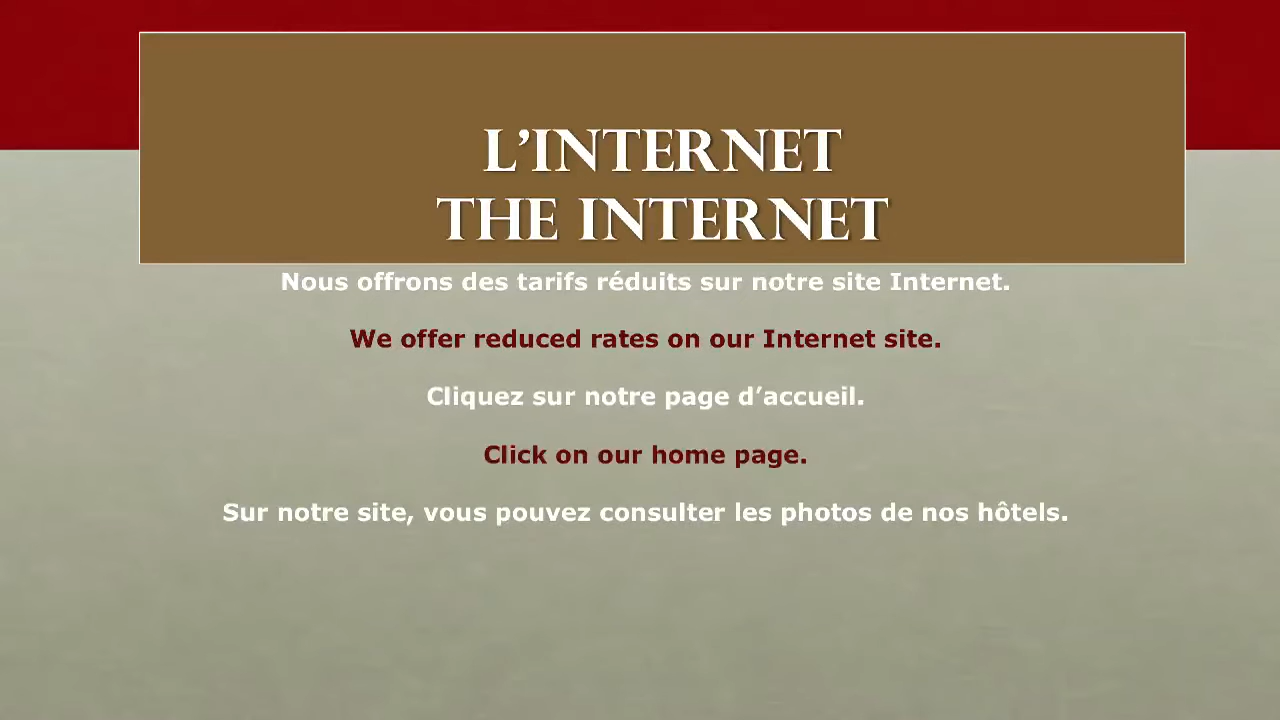 L’INTERNET
THE INTERNET
Nous offrons des tarifs réduits sur notre site Internet.
We offer reduced rates on our Internet site.
Cliquez sur notre page d’accueil.
Click on our home page.
Sur notre site, vous pouvez consulter les photos de nos hôtels.